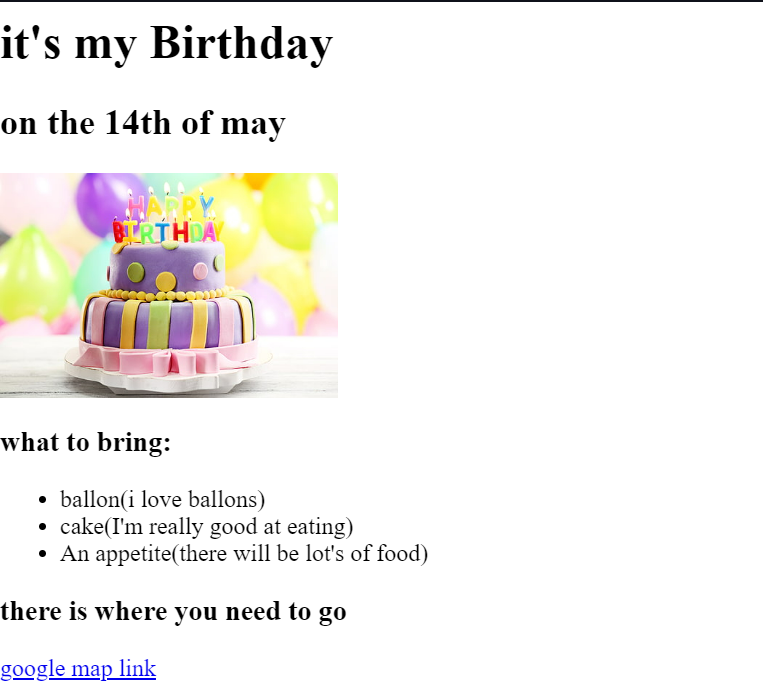 it's my Birthday
on the 14th of may
HAPPY
BIRTHDAY
what to bring:
ballon(i love ballons)
cake(I'm really good at eating)
An appetite(there will be lot's of food)
there is where you need to go
google map link